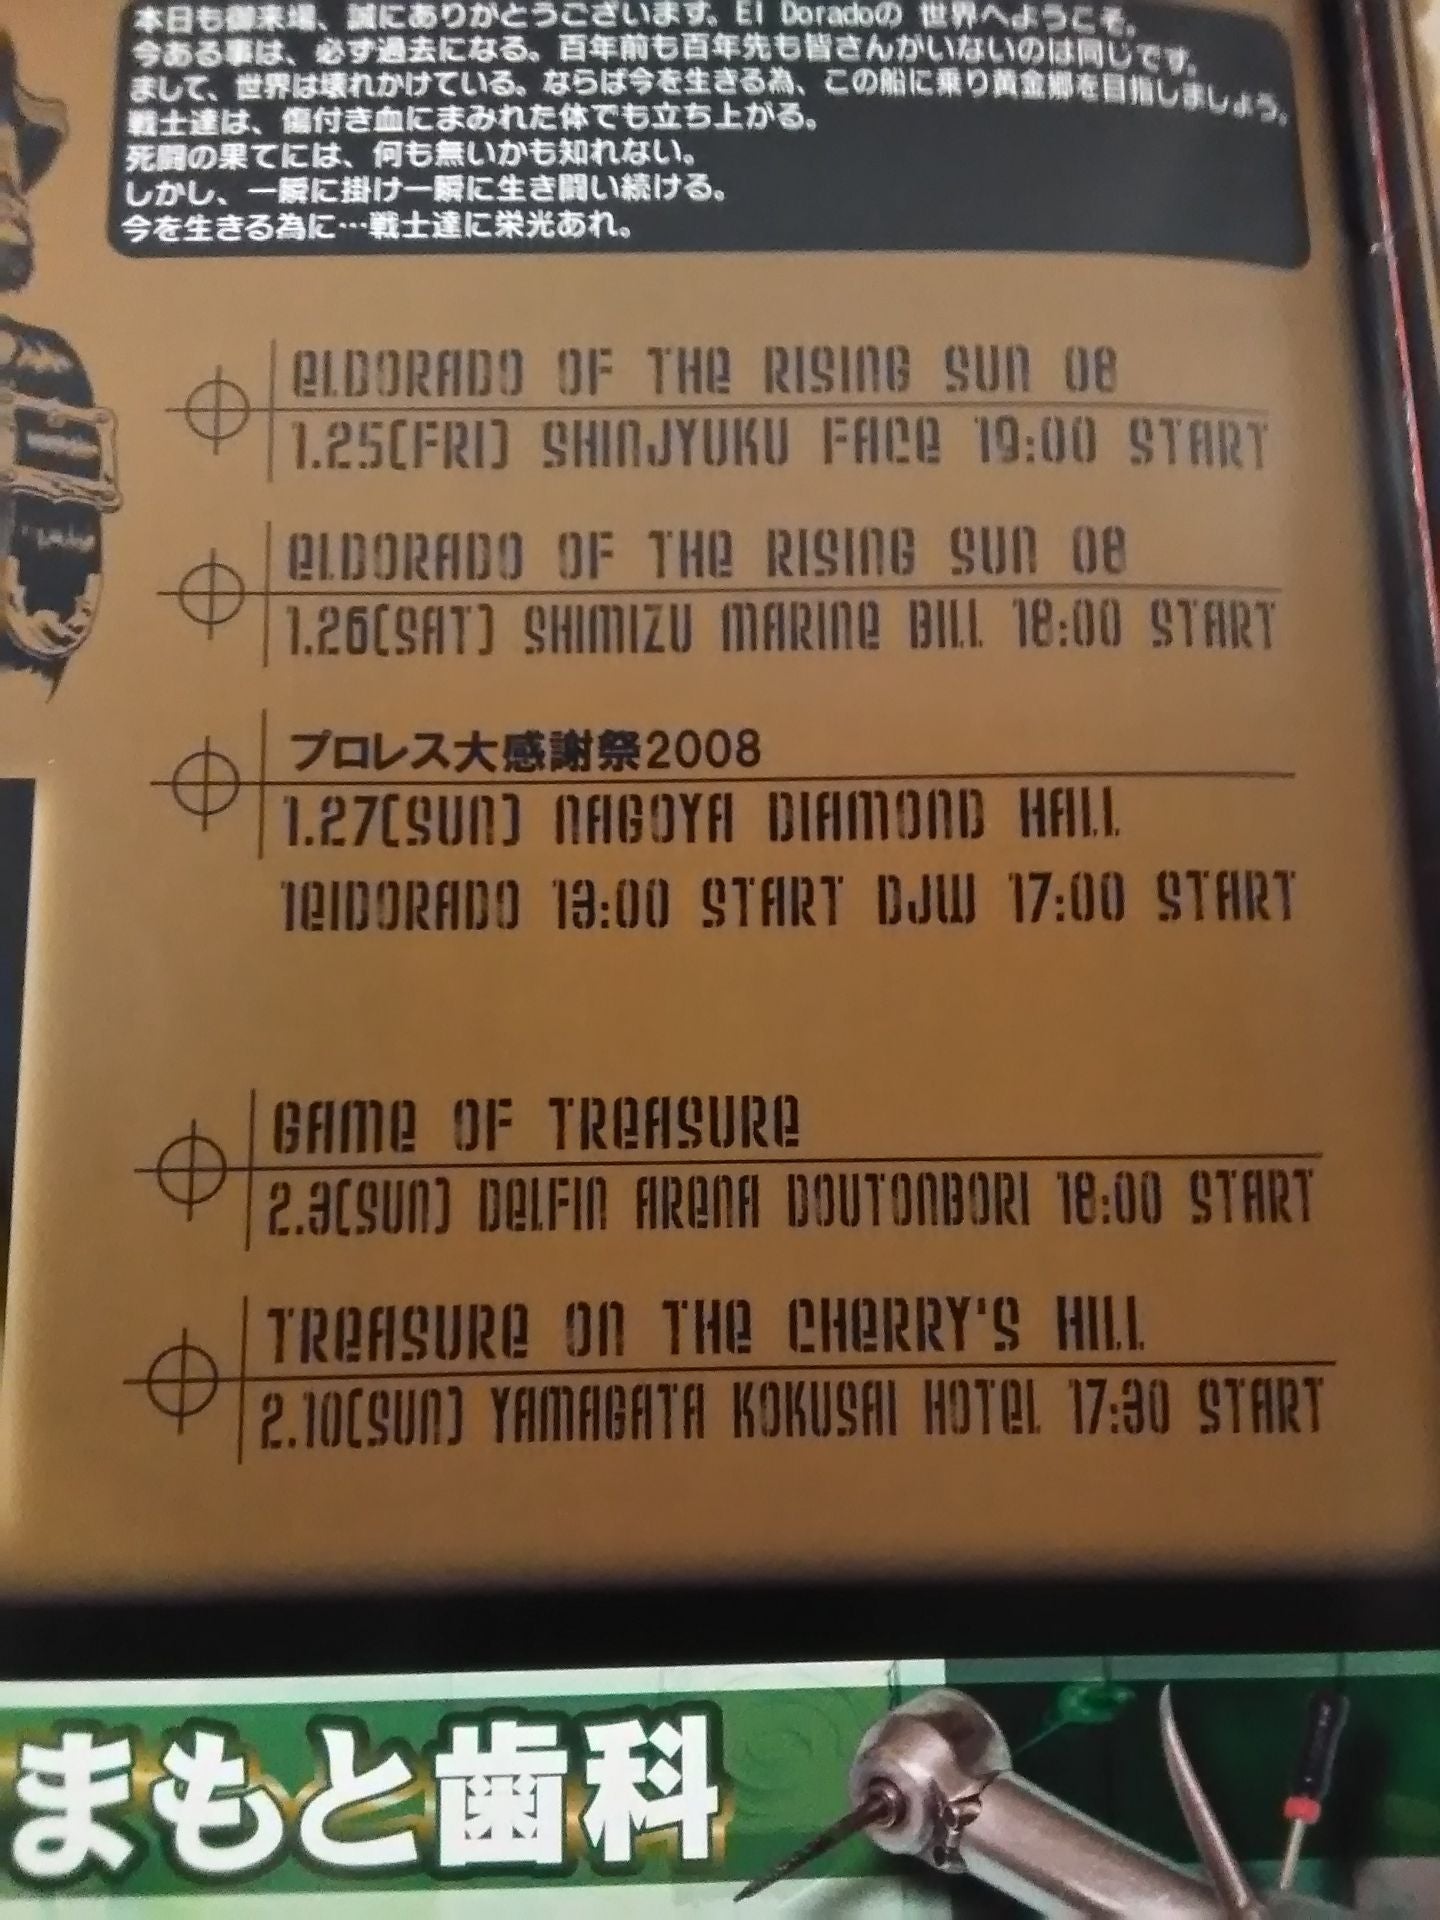 本日も御来場、誠にありがとうございます。El Doradoの 世界へようこそ。
今ある事は、必ず過去になる。百年前も百年先も皆さんがいないのは同じです。
まして、世界は壊れかけている。ならば今を生きる為、この船に乗り黄金郷を目指しましょう。
戦士達は、傷付き血にまみれた体でも立ち上がる。
死闘の果てには、何も無いかも知れない。
しかし、一瞬に掛け一瞬に生き闘い続ける。
今を生きる為に…戦士達に栄光あれ。
eLDORADO OF THe RISING SUN 08
1.25(FRI) SHINJYUKU FACe 19:00 START
eLDORADO OF THe RISING SUN 08
1.26(SAT) SHIMIZU MARINe BILL 18:00 START
プロレス大感謝祭2008
1.27(SUN) NAGOYA DIAMOND HALL
1elDORADO 13:00 START DJW 17:00 START
GAMe OF TReASURe
2.3(SUN) DeLFIN AReNA DOUTONBORI 18:00 START
TReASURe ON THe CHeRRY'S HILL
2.10(SUN) YAMAGATA KOKUSAI HOTeL 17:30 START
まもと歯科